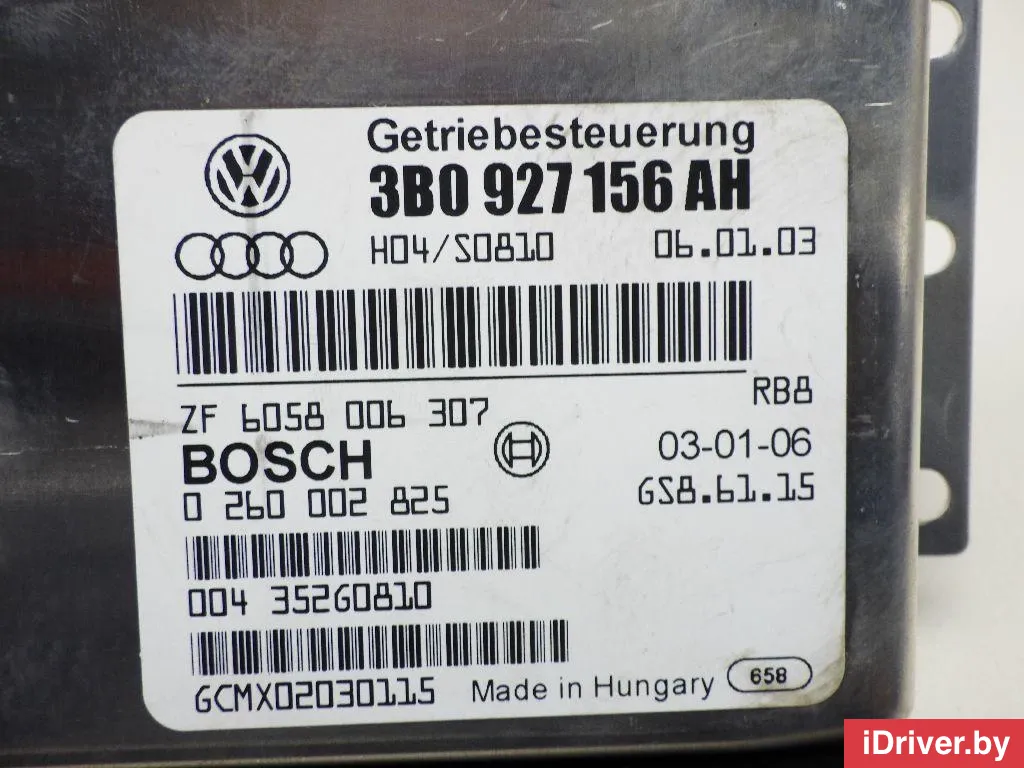 Getriebesteuerung
3B0 927 156 AH
H04/S0810 06.01.03
RB8
ZF 6058 006 307
BOSCH 03-01-06
0 260 002 825 GS8.61.15
004 352G0810
GCMX02030115 Made in Hungary 658
iDriver.by